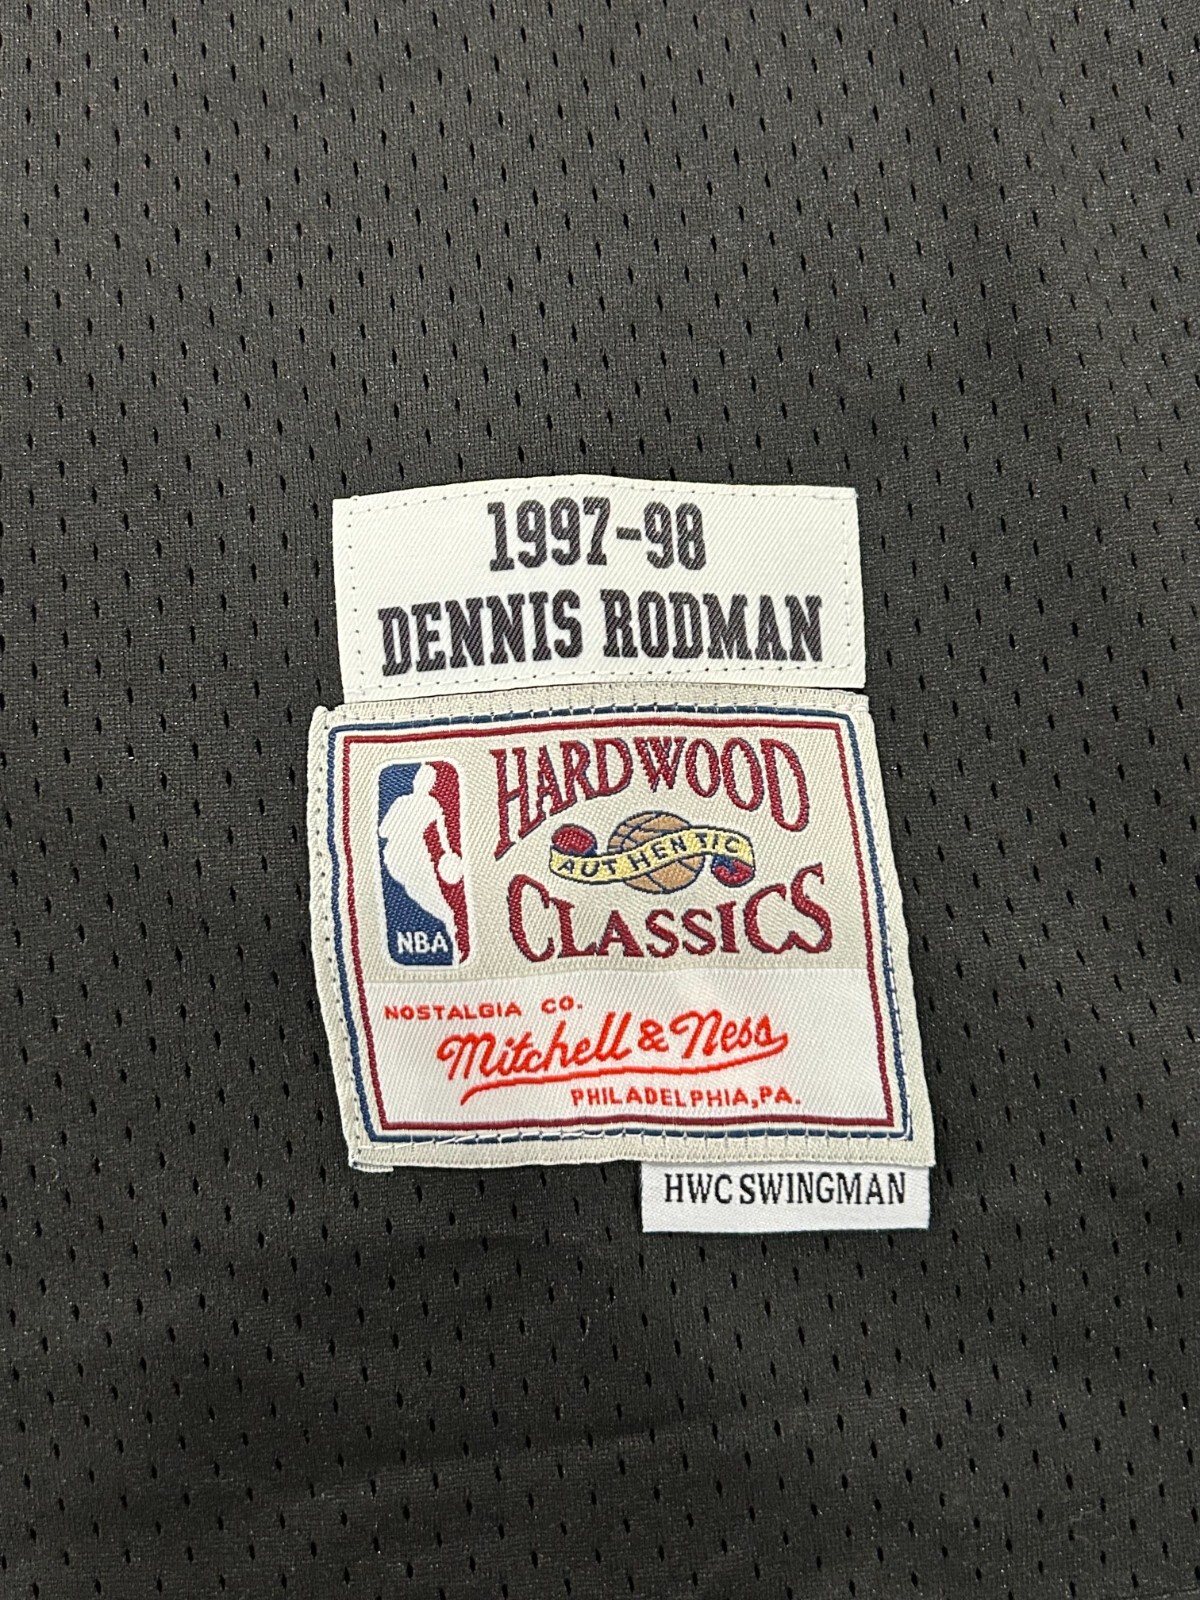 1997-98
DENNIS RODMAN
HARDWOOD
AUTHENTIC
CLASSICS
NBA
NOSTALGIA CO.
Mitchell & Ness
PHILADELPHIA, PA.
HWC SWINGMAN